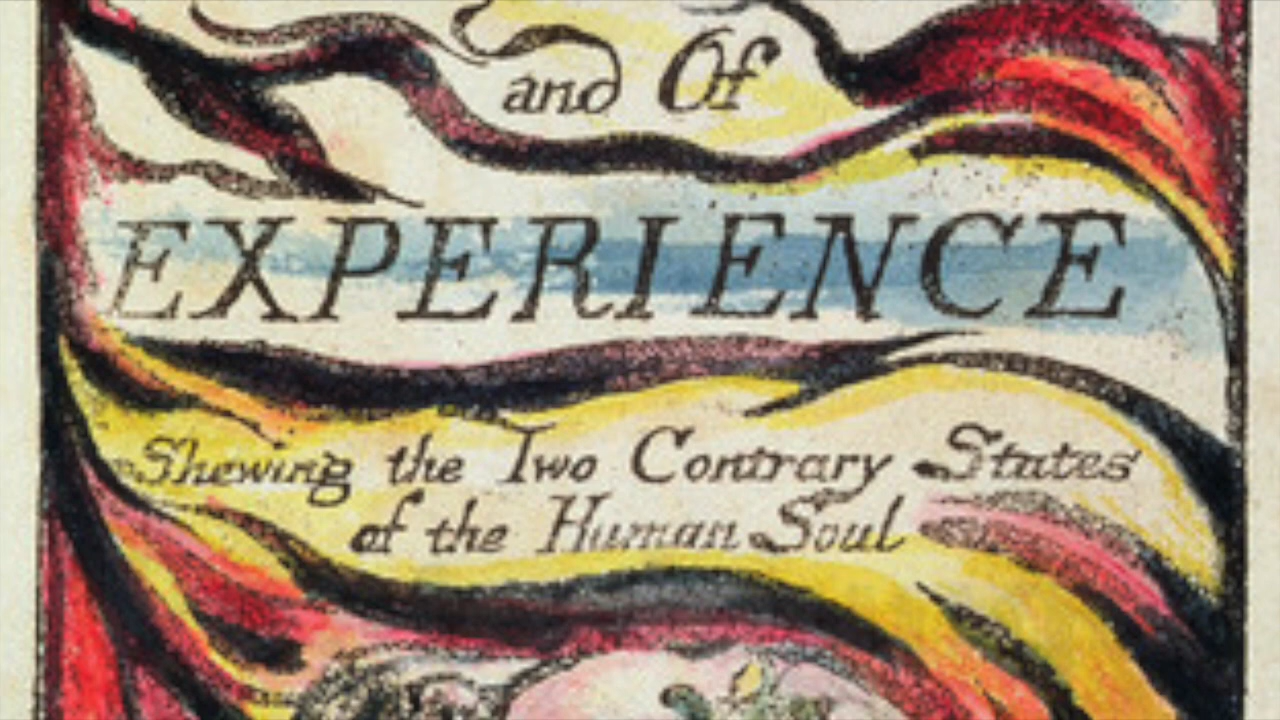 and Of
EXPERIENCE
Shewing the Two Contrary States
of the Human Soul